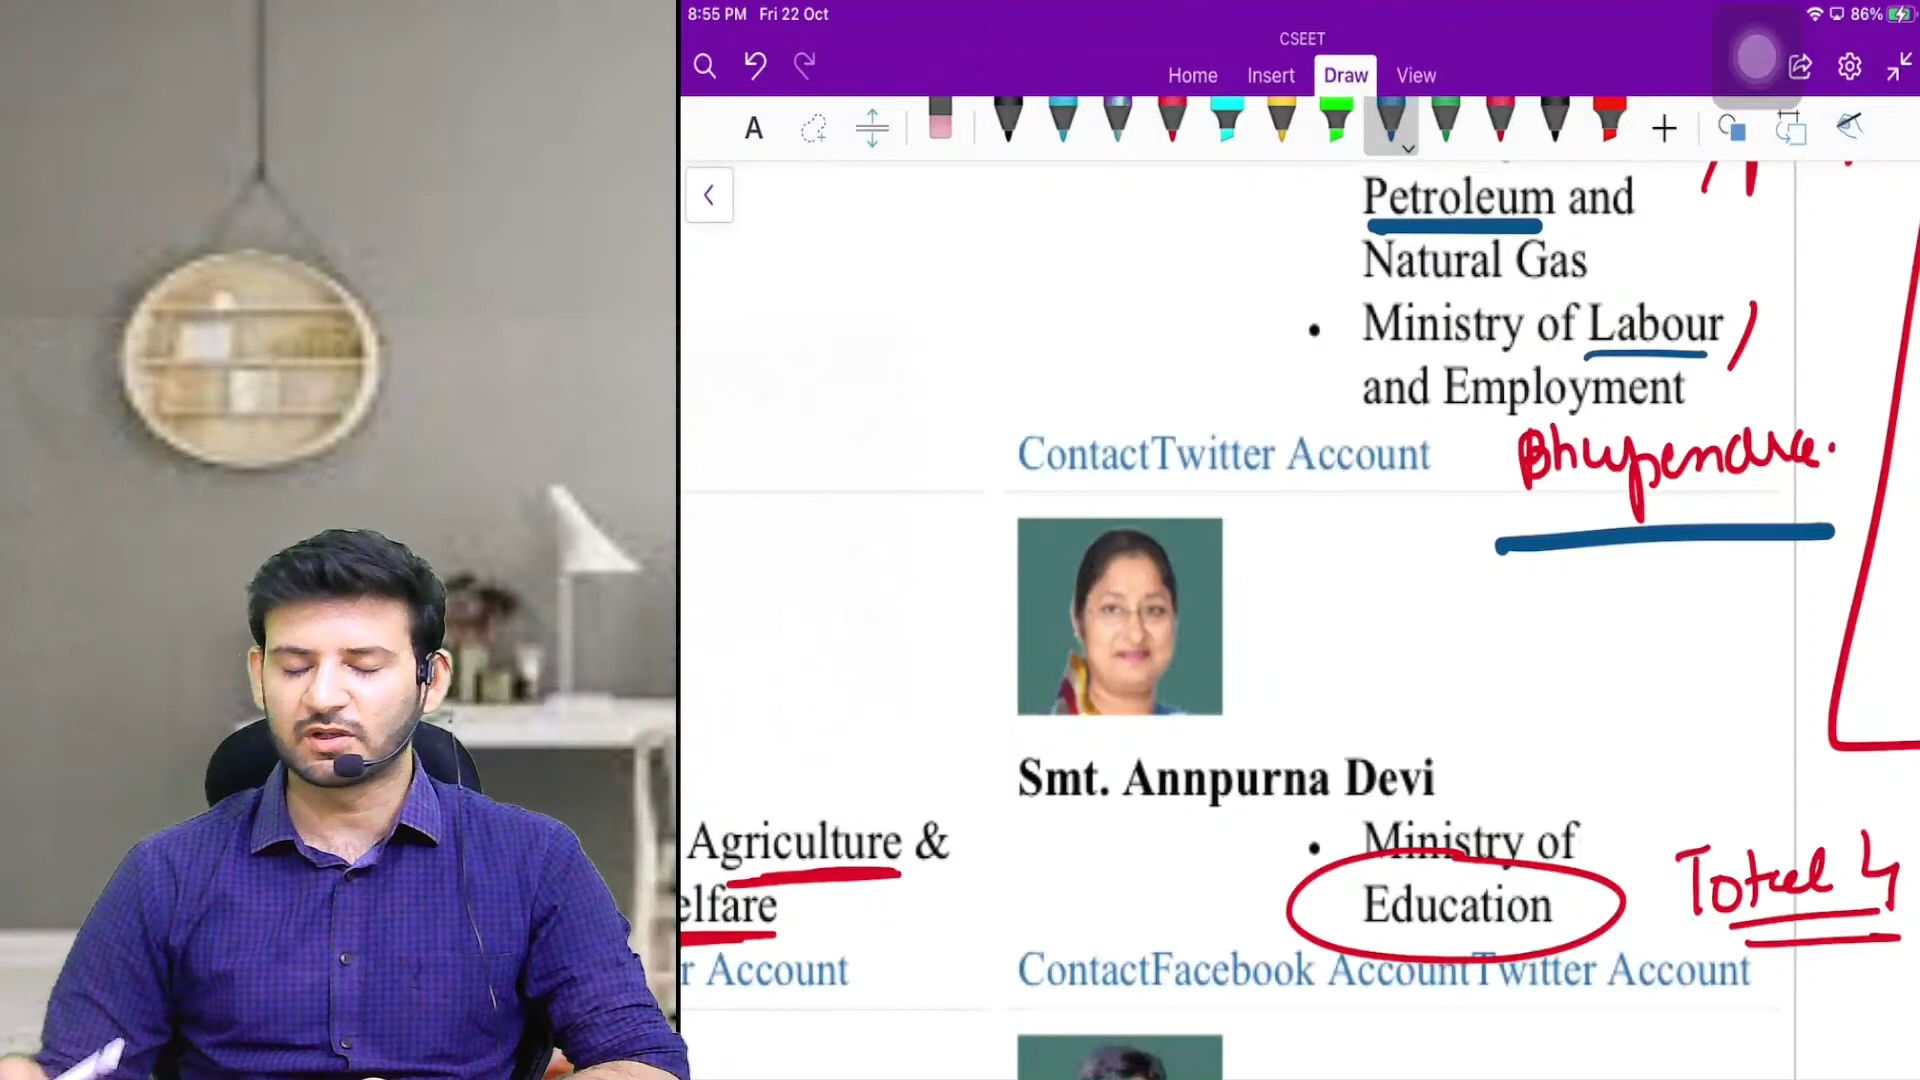 8:55 PM Fri 22 Oct
86%
CSEET
Home Insert Draw View
A
Petroleum and
Natural Gas
• Ministry of Labour
and Employment
ContactTwitter Account
Bhupendra.
Smt. Annpurna Devi
Agriculture &
elfare
r Account
• Ministry of
Education
Total 4
ContactFacebook AccountTwitter Account